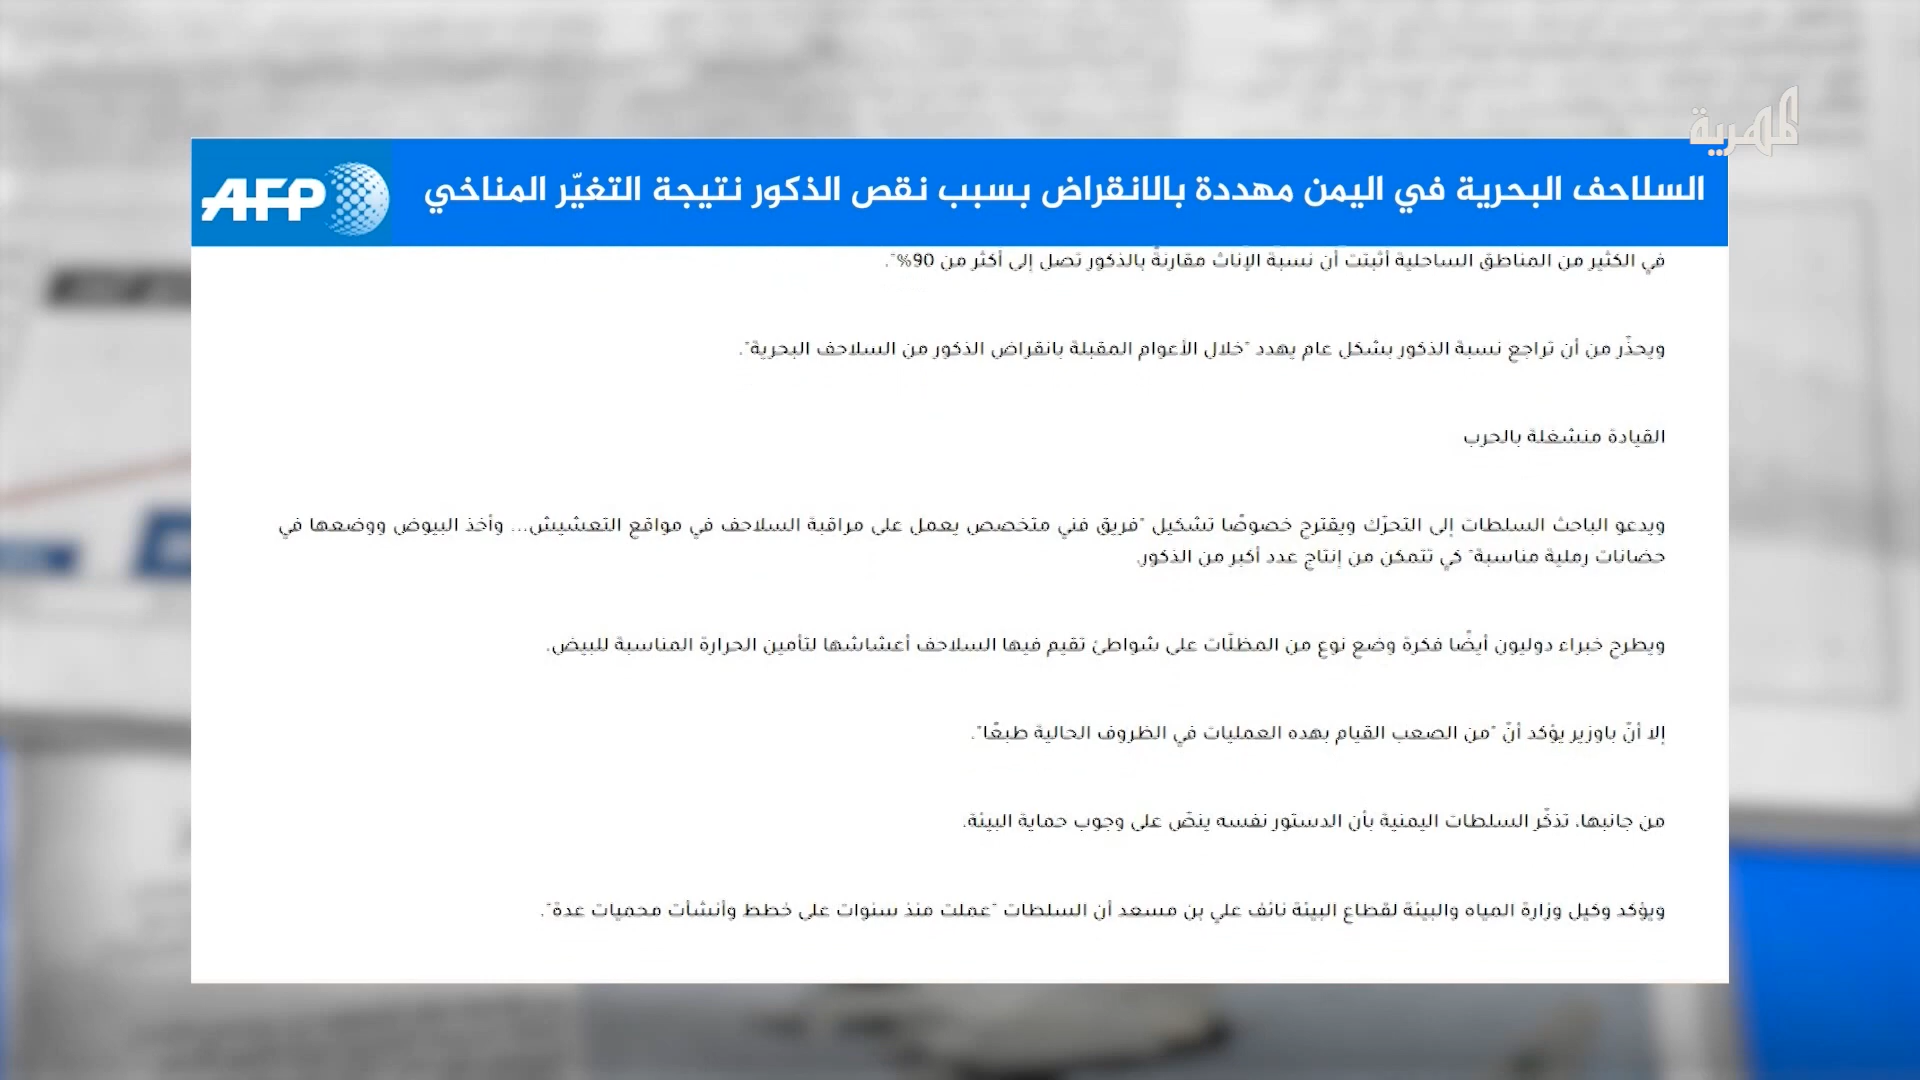 المهرية
AFP
السلاحف البحرية في اليمن مهددة بالانقراض بسبب نقص الذكور نتيجة التغيّر المناخي
في الكثير من المناطق الساحلية أثبتت أن نسبة الإناث مقارنةً بالذكور تصل إلى أكثر من 90%".
ويحذّر من أن تراجع نسبة الذكور بشكل عام يهدد "خلال الأعوام المقبلة بانقراض الذكور من السلاحف البحرية".
القيادة منشغلة بالحرب
ويدعو الباحث السلطات إلى التحرّك ويقترح خصوصًا تشكيل "فريق فني متخصص يعمل على مراقبة السلاحف في مواقع التعشيش... وأخذ البيوض ووضعها في
حضانات رملية مناسبة" كي تتمكن من إنتاج عدد أكبر من الذكور.
ويطرح خبراء دوليون أيضًا فكرة وضع نوع من المظلّات على شواطئ تقيم فيها السلاحف أعشاشها لتأمين الحرارة المناسبة للبيض.
إلا أنّ باوزير يؤكد أنّ "من الصعب القيام بهذه العمليات في الظروف الحالية طبعًا".
من جانبها، تذكّر السلطات اليمنية بأن الدستور نفسه ينصّ على وجوب حماية البيئة.
ويؤكد وكيل وزارة المياه والبيئة لقطاع البيئة نائف علي بن مسعد أن السلطات "عملت منذ سنوات على خطط وأنشأت محميات عدة".